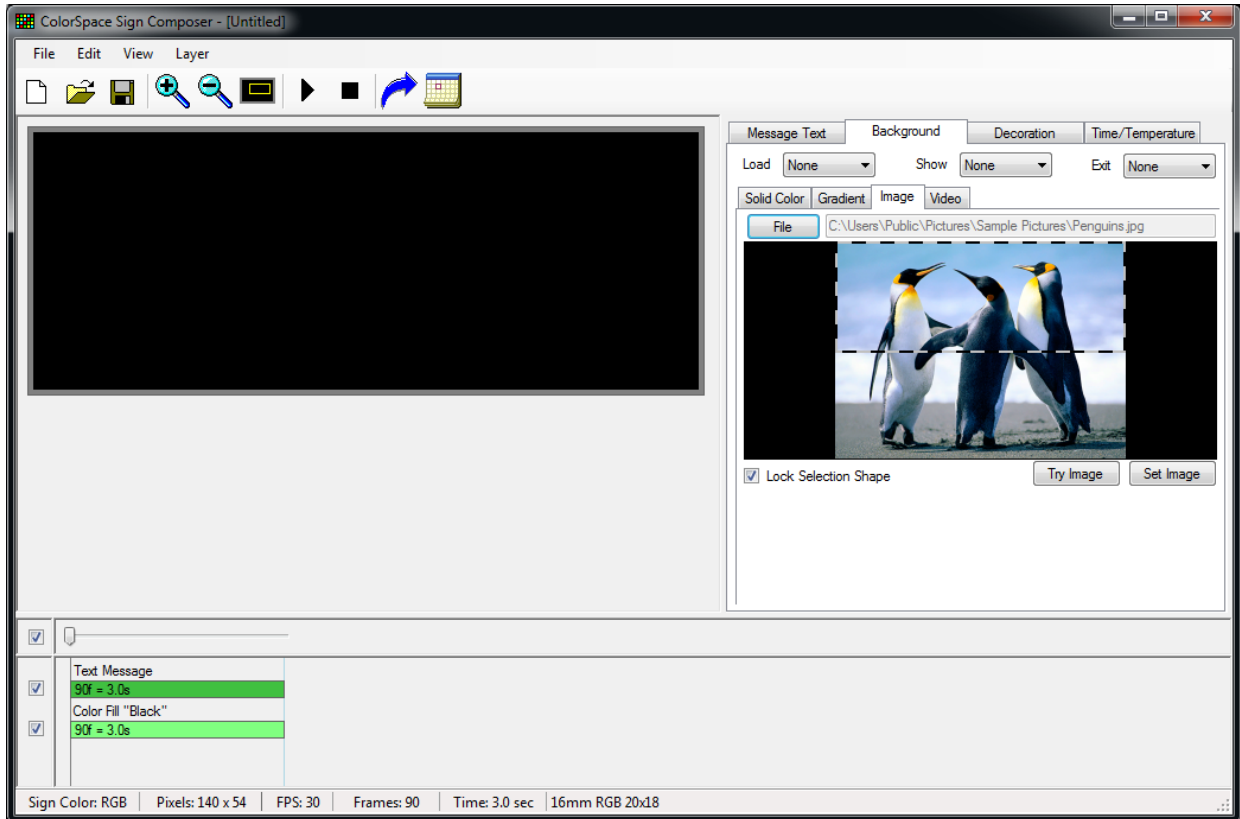 ColorSpace Sign Composer - [Untitled]
File Edit View Layer
Message Text Background Decoration Time/Temperature
Load None Show None Exit None
Solid Color Gradient Image Video
File C:\Users\Public\Pictures\Sample Pictures\Penguins.jpg
Lock Selection Shape Try Image Set Image
Text Message
90f = 3.0s
Color Fill "Black"
90f = 3.0s
Sign Color: RGB Pixels: 140 x 54 FPS: 30 Frames: 90 Time: 3.0 sec 16mm RGB 20x18